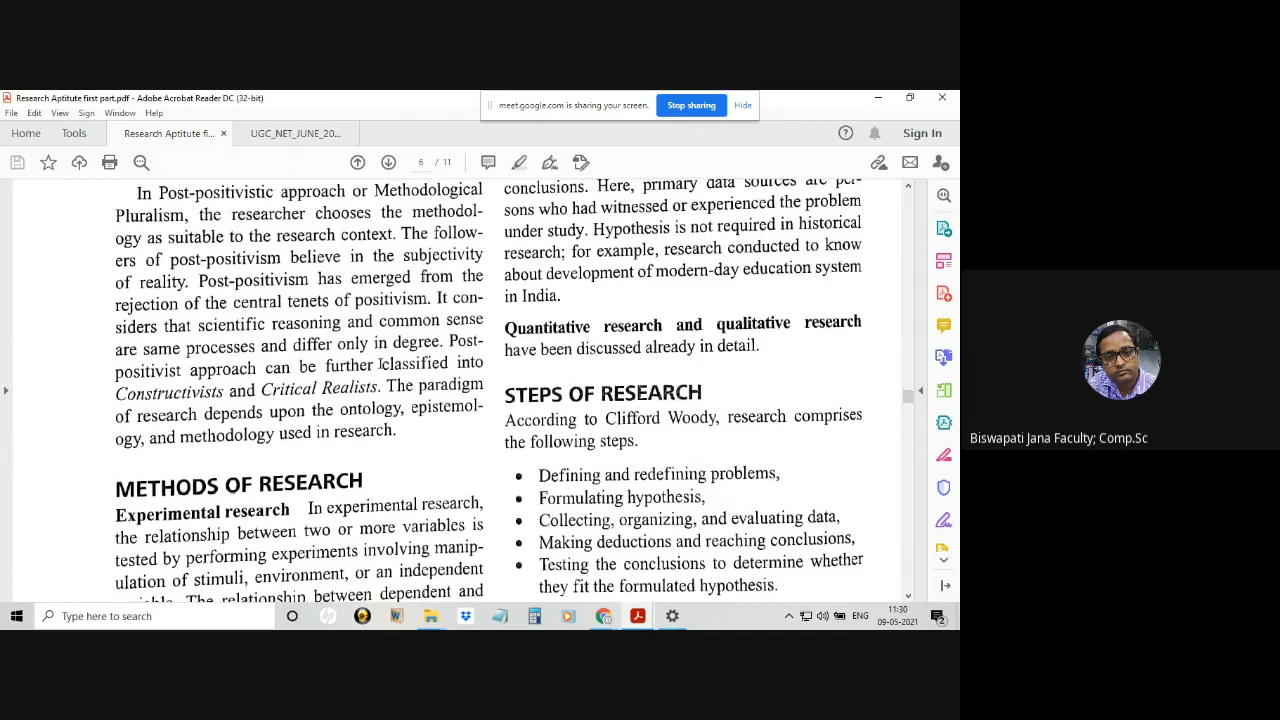 Research Aptitute first part.pdf - Adobe Acrobat Reader DC (32-bit)
meet.google.com is sharing your screen.
Stop sharing
Hide
File Edit View Sign Window Help
Home Tools
Research Aptitute fi...
UGC_NET_JUNE_20...
Sign In
6 / 11
In Post-positivistic approach or Methodological
Pluralism, the researcher chooses the methodol-
ogy as suitable to the research context. The follow-
ers of post-positivism believe in the subjectivity
of reality. Post-positivism has emerged from the
rejection of the central tenets of positivism. It con-
siders that scientific reasoning and common sense
are same processes and differ only in degree. Post-
positivist approach can be further classified into
Constructivists and Critical Realists. The paradigm
of research depends upon the ontology, epistemol-
ogy, and methodology used in research.
METHODS OF RESEARCH
Experimental research In experimental research,
the relationship between two or more variables is
tested by performing experiments involving manip-
ulation of stimuli, environment, or an independent
variable. The relationship between dependent and
conclusions. Here, primary data sources are per-
sons who had witnessed or experienced the problem
under study. Hypothesis is not required in historical
research; for example, research conducted to know
about development of modern-day education system
in India.
Quantitative research and qualitative research
have been discussed already in detail.
STEPS OF RESEARCH
According to Clifford Woody, research comprises
the following steps.
• Defining and redefining problems,
• Formulating hypothesis,
• Collecting, organizing, and evaluating data,
• Making deductions and reaching conclusions,
• Testing the conclusions to determine whether
they fit the formulated hypothesis.
Biswapati Jana Faculty; Comp.Sc
Type here to search
ENG
11:30
09-05-2021
2